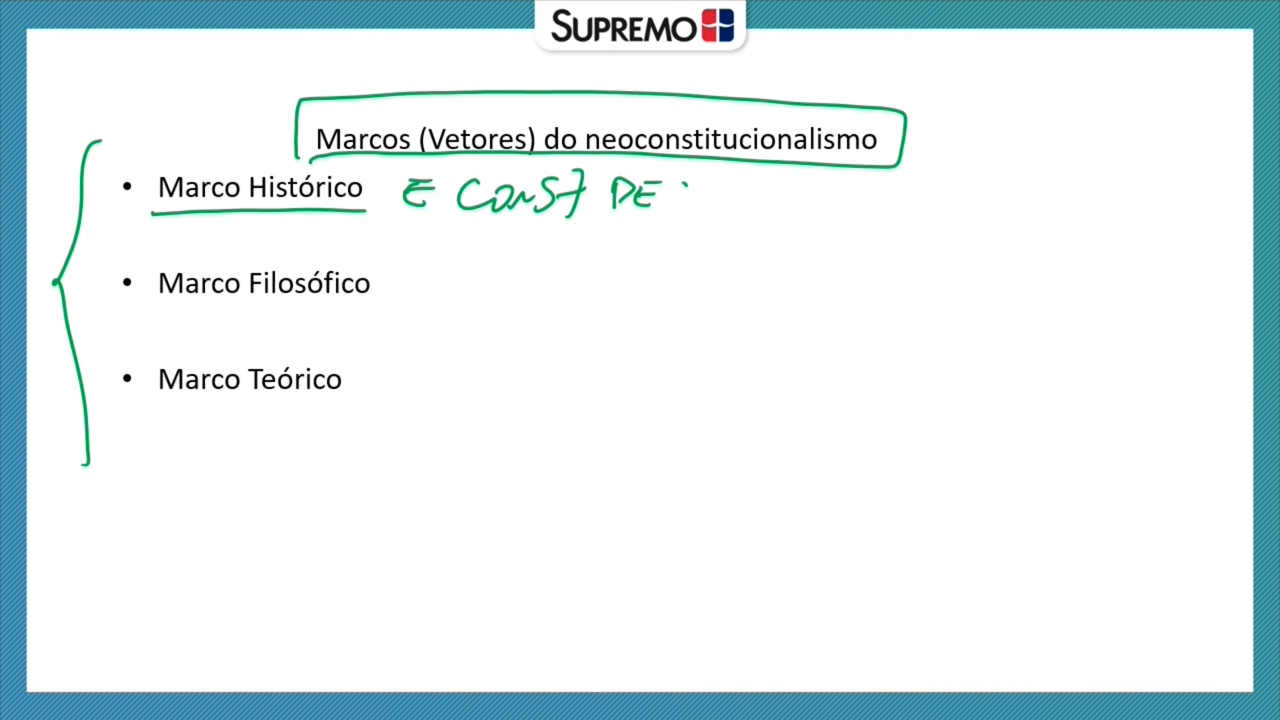 SUPREMO
Marcos (Vetores) do neoconstitucionalismo
• Marco Histórico E CONST DE
• Marco Filosófico
• Marco Teórico